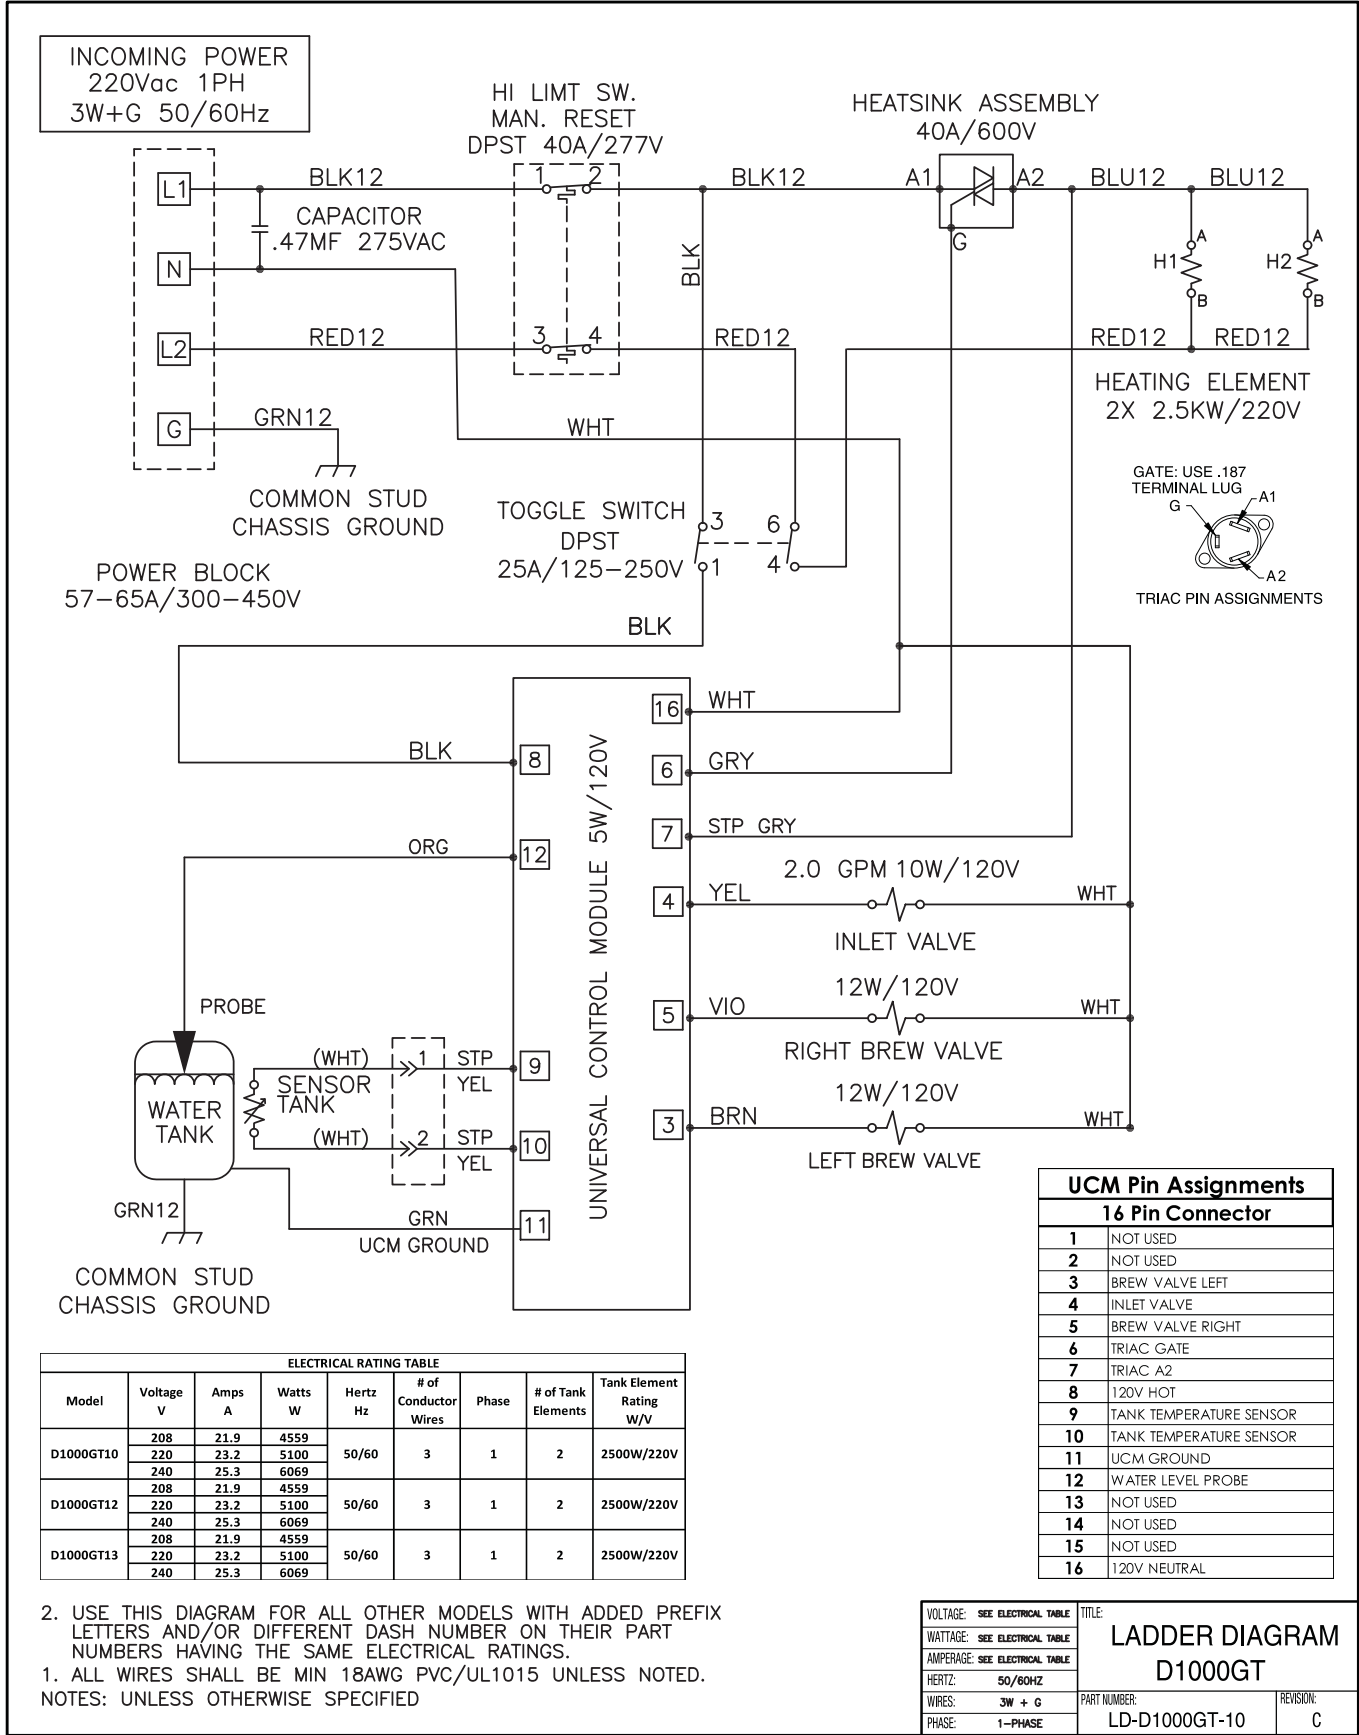 INCOMING POWER
220Vac 1PH
3W+G 50/60Hz
HI LIMT SW.
MAN. RESET
DPST 40A/277V
HEATSINK ASSEMBLY
40A/600V
L1
BLK12
1
2
BLK12
A1
A2
BLU12
BLU12
CAPACITOR
.47MF 275VAC
G
BLK
N
A
H1
B
A
H2
B
L2
RED12
3
4
RED12
RED12
RED12
HEATING ELEMENT
2X 2.5KW/220V
G
GRN12
WHT
COMMON STUD
CHASSIS GROUND
GATE: USE .187
TERMINAL LUG
G
A1
A2
TRIAC PIN ASSIGNMENTS
TOGGLE SWITCH
DPST
25A/125-250V
3
1
6
4
POWER BLOCK
57-65A/300-450V
BLK
UNIVERSAL CONTROL MODULE 5W/120V
16
WHT
BLK
8
6
GRY
7
STP GRY
ORG
12
2.0 GPM 10W/120V
4
YEL
WHT
INLET VALVE
12W/120V
5
VIO
WHT
RIGHT BREW VALVE
12W/120V
3
BRN
WHT
LEFT BREW VALVE
PROBE
WATER
TANK
SENSOR
TANK
(WHT)
1
STP
YEL
9
(WHT)
2
STP
YEL
10
GRN12
GRN
UCM GROUND
11
COMMON STUD
CHASSIS GROUND
UCM Pin Assignments
16 Pin Connector
1 NOT USED
2 NOT USED
3 BREW VALVE LEFT
4 INLET VALVE
5 BREW VALVE RIGHT
6 TRIAC GATE
7 TRIAC A2
8 120V HOT
9 TANK TEMPERATURE SENSOR
10 TANK TEMPERATURE SENSOR
11 UCM GROUND
12 WATER LEVEL PROBE
13 NOT USED
14 NOT USED
15 NOT USED
16 120V NEUTRAL
ELECTRICAL RATING TABLE
Model Voltage V Amps A Watts W Hertz Hz # of Conductor Wires Phase # of Tank Elements Tank Element Rating W/V
208 21.9 4559
D1000GT10 220 23.2 5100 50/60 3 1 2 2500W/220V
240 25.3 6069
208 21.9 4559
D1000GT12 220 23.2 5100 50/60 3 1 2 2500W/220V
240 25.3 6069
208 21.9 4559
D1000GT13 220 23.2 5100 50/60 3 1 2 2500W/220V
240 25.3 6069
2. USE THIS DIAGRAM FOR ALL OTHER MODELS WITH ADDED PREFIX
LETTERS AND/OR DIFFERENT DASH NUMBER ON THEIR PART
NUMBERS HAVING THE SAME ELECTRICAL RATINGS.
1. ALL WIRES SHALL BE MIN 18AWG PVC/UL1015 UNLESS NOTED.
NOTES: UNLESS OTHERWISE SPECIFIED
VOLTAGE: SEE ELECTRICAL TABLE
WATTAGE: SEE ELECTRICAL TABLE
AMPERAGE: SEE ELECTRICAL TABLE
HERTZ: 50/60HZ
WIRES: 3W + G
PHASE: 1-PHASE
TITLE:
LADDER DIAGRAM
D1000GT
PART NUMBER:
LD-D1000GT-10
REVISION:
C